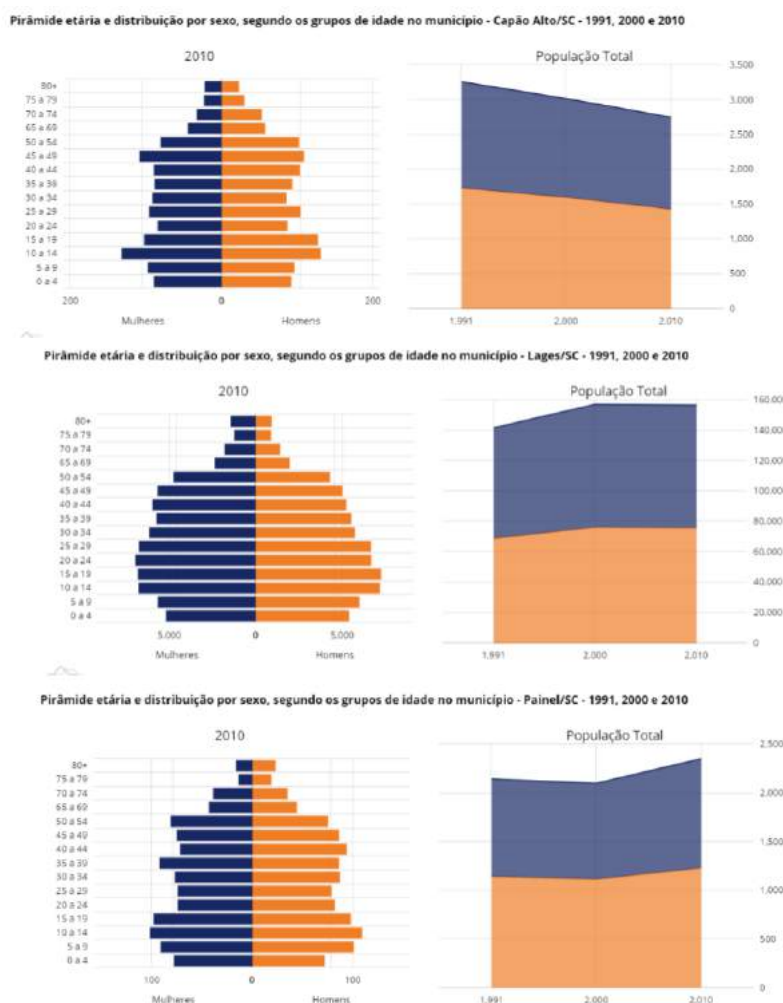 Pirâmide etária e distribuição por sexo, segundo os grupos de idade no município - Capão Alto/SC - 1991, 2000 e 2010
2010
80+
75 a 79
70 a 74
65 a 69
50 a 54
45 a 49
40 a 44
35 a 39
30 a 34
25 a 29
20 a 24
15 a 19
10 a 14
5 a 9
0 a 4
200 0 200
Mulheres Homens
População Total
3.500
3.000
2.500
2,000
1,500
1,000
500
0
1,991 2,000 2,010
Pirâmide etária e distribuição por sexo, segundo os grupos de idade no município - Lages/SC - 1991, 2000 e 2010
2010
80+
75 a 79
70 a 74
65 a 69
50 a 54
45 a 49
40 a 44
35 a 39
30 a 34
25 a 29
20 a 24
15 a 19
10 a 14
5 a 9
0 a 4
5.000 0 5.000
Mulheres Homens
População Total
160.000
140.000
120.000
100.000
80.000
60.000
40.000
20.000
0
1,991 2,000 2,010
Pirâmide etária e distribuição por sexo, segundo os grupos de idade no município - Painel/SC - 1991, 2000 e 2010
2010
80+
75 a 79
70 a 74
65 a 69
50 a 54
45 a 49
40 a 44
35 a 39
30 a 34
25 a 29
20 a 24
15 a 19
10 a 14
5 a 9
0 a 4
100 0 100
Mulheres Homens
População Total
2,500
2,000
1,500
1,000
500
0
1,991 2,000 2,010